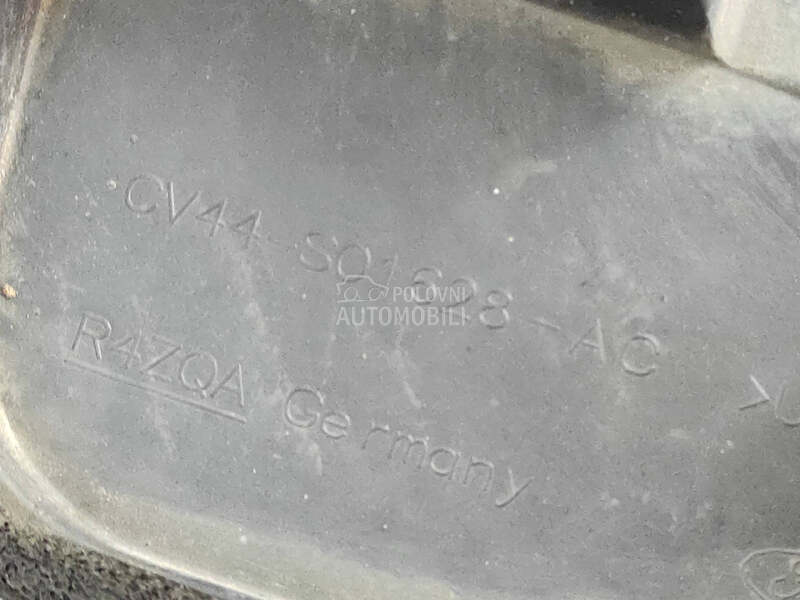 CV44-S01628-AC
R4ZQA Germany
>U
POLOVNI
AUTOMOBILI